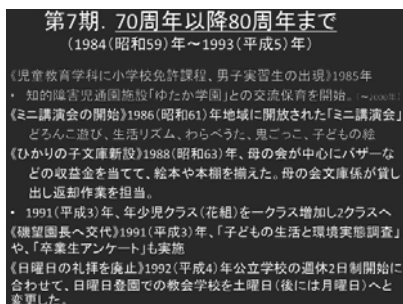 第7期．70周年以降80周年まで
（1984(昭和59)年～1993(平成5)年）
《児童教育学科に小学校免許課程、男子実習生の出現》1985年
・ 知的障害児通園施設「ゆたか学園」との交流保育を開始。（～2000年）
《ミニ講演会の開始》1986(昭和61)年地域に開放された「ミニ講演会」
どろんこ遊び、生活リズム、わらべうた、鬼ごっこ、子どもの絵
《ひかりの子文庫新設》1988(昭和63)年、母の会が中心にバザーな
どの収益金を当てて、絵本や本棚を揃えた。母の会文庫係が貸し
出し返却作業を担当。
・ 1991(平成3)年、年少児クラス(花組)を一クラス増加し2クラスへ
《磯望園長へ交代》1991(平成3)年、「子どもの生活と環境実態調査」
や、「卒業生アンケート」も実施
《日曜日の礼拝を廃止》1992(平成4)年公立学校の週休2日制開始に
合わせて、日曜日登園での教会学校を土曜日(後には月曜日)へと
変更した。